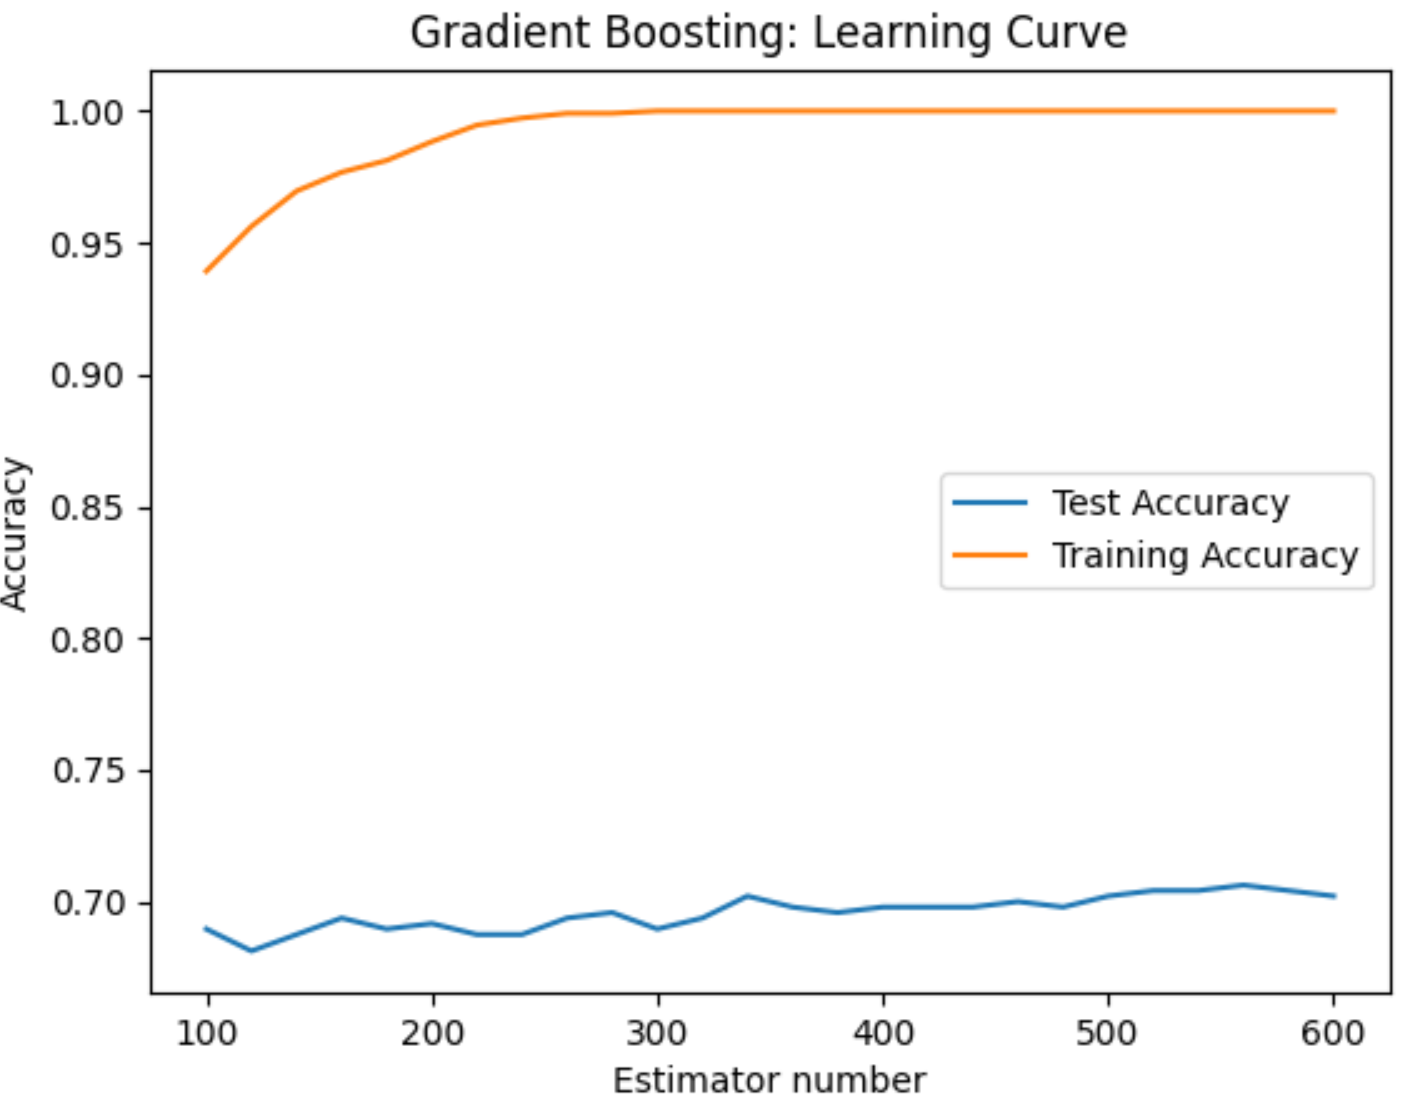 Gradient Boosting: Learning Curve
1.00
0.95
0.90
0.85
0.80
0.75
0.70
Accuracy
Test Accuracy
Training Accuracy
100 200 300 400 500 600
Estimator number